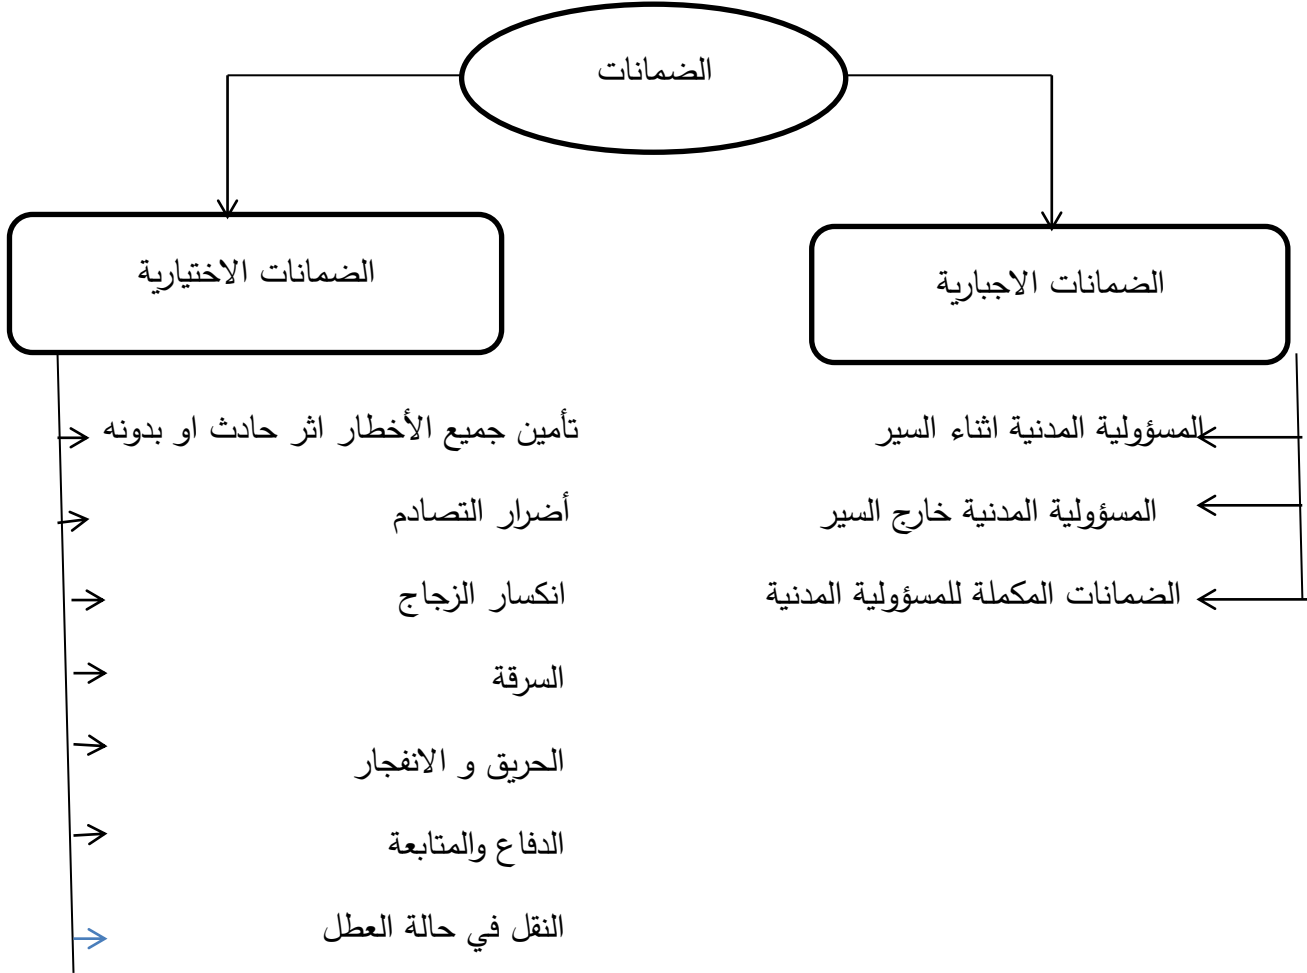 الضمانات
الضمانات الاجبارية
المسؤولية المدنية اثناء السير
المسؤولية المدنية خارج السير
الضمانات المكملة للمسؤولية المدنية
الضمانات الاختيارية
تأمين جميع الأخطار اثر حادث او بدونه
أضرار التصادم
انكسار الزجاج
السرقة
الحريق و الانفجار
الدفاع والمتابعة
النقل في حالة العطل